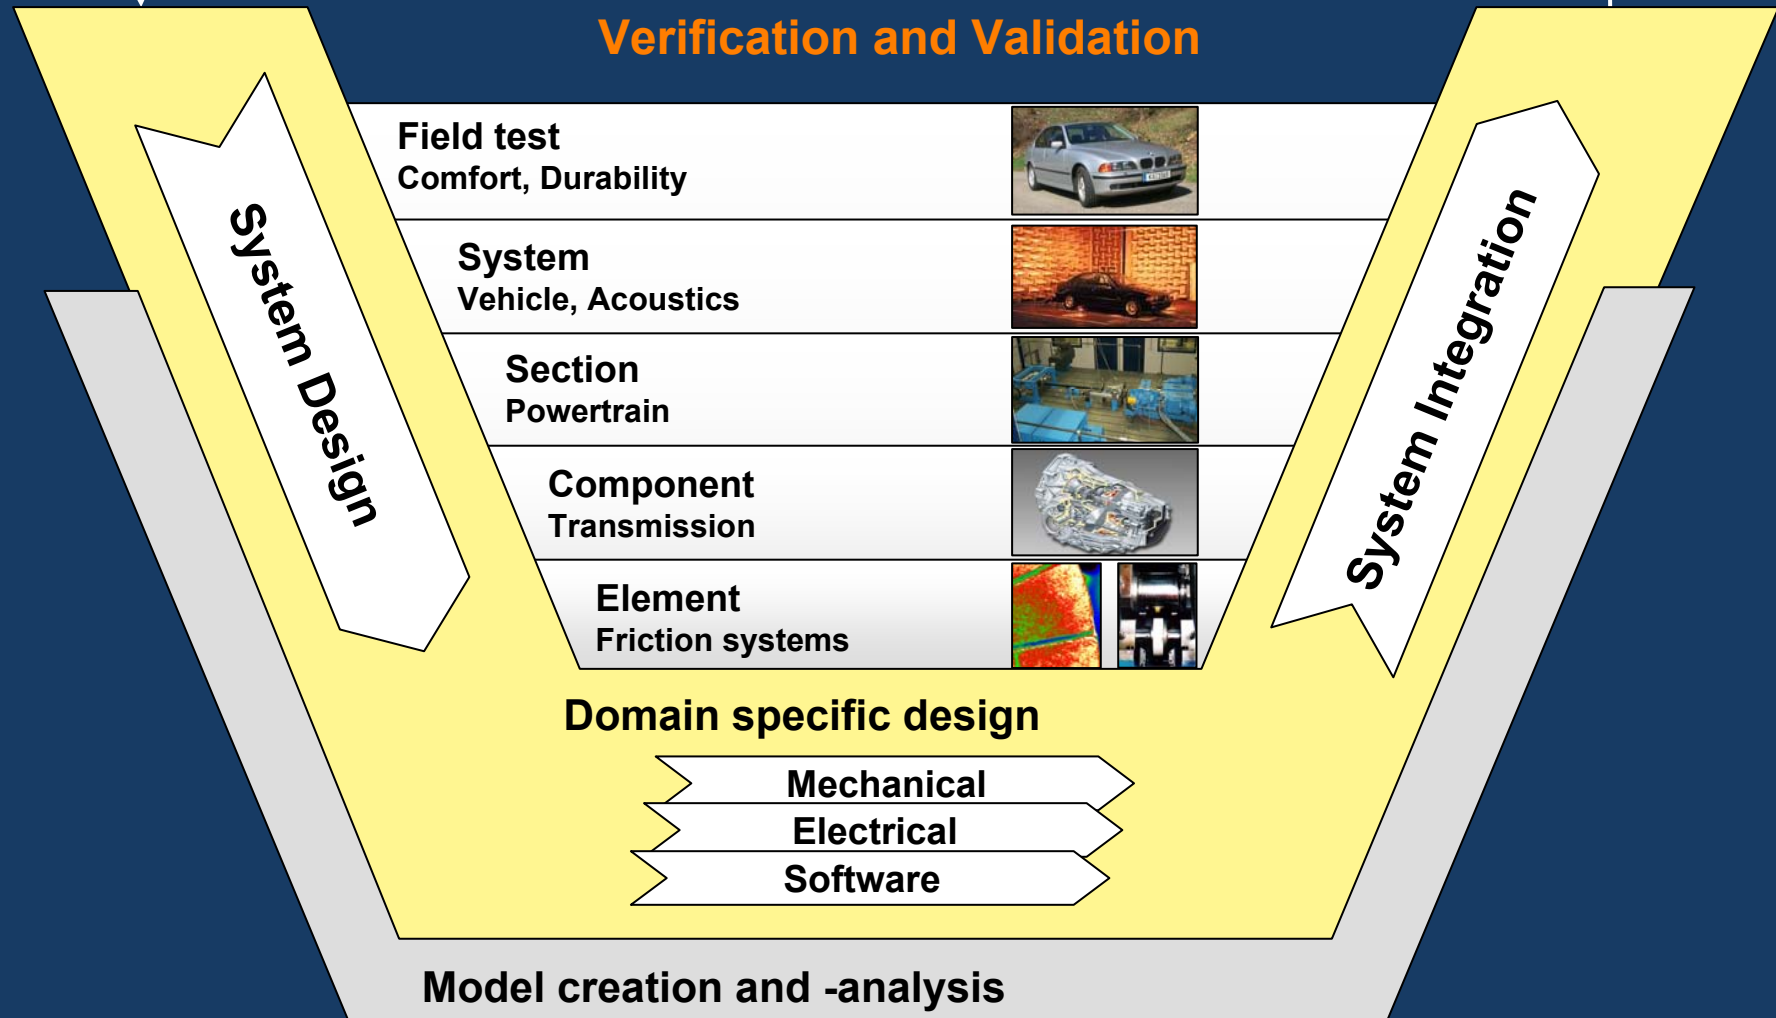 Verification and Validation
Field test
Comfort, Durability
System
Vehicle, Acoustics
Section
Powertrain
Component
Transmission
Element
Friction systems
System Design
System Integration
Domain specific design
Mechanical
Electrical
Software
Model creation and -analysis